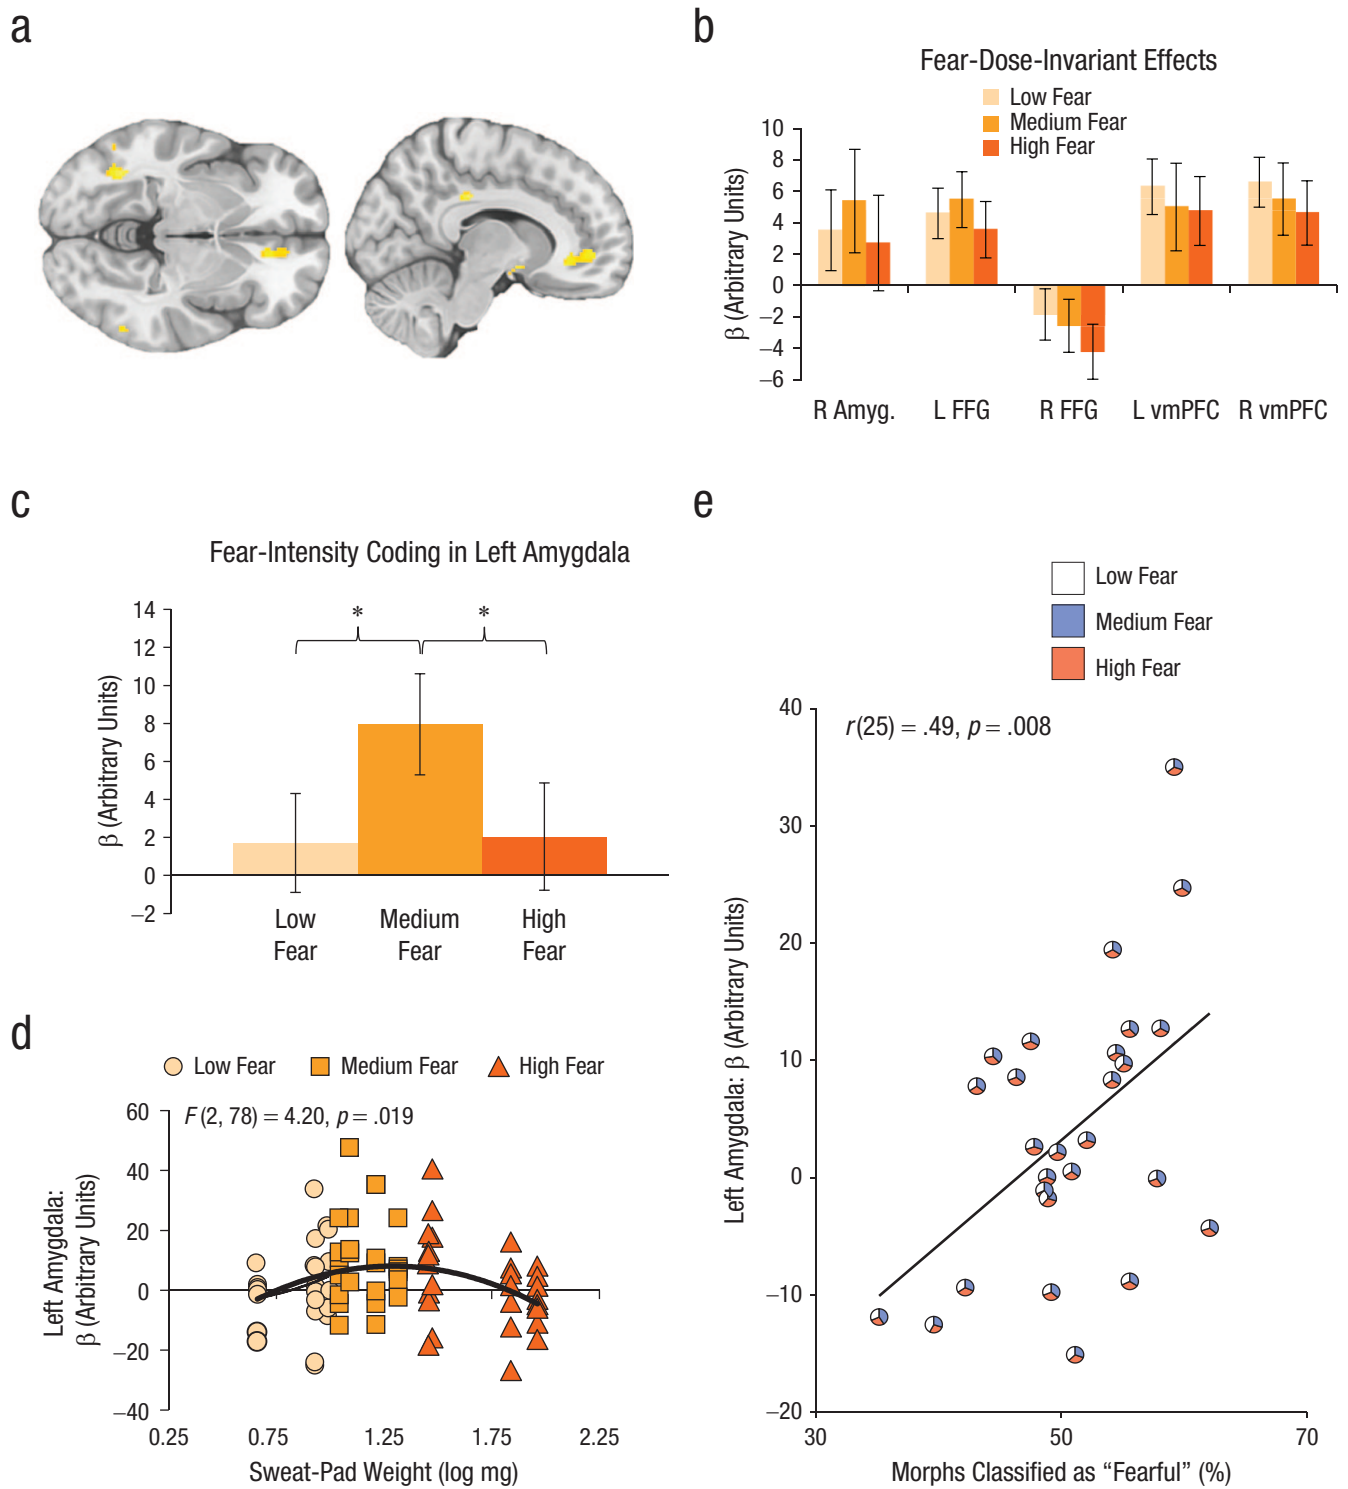 a
b
Fear-Dose-Invariant Effects
Low Fear
Medium Fear
High Fear
10
8
6
4
2
0
−2
−4
−6
β (Arbitrary Units)
R Amyg. L FFG R FFG L vmPFC R vmPFC
c
Fear-Intensity Coding in Left Amygdala
14
12
10
8
6
4
2
0
−2
β (Arbitrary Units)
* *
Low Medium High
Fear Fear Fear
d
Low Fear Medium Fear High Fear
F(2, 78) = 4.20, p = .019
60
40
20
0
−20
−40
Left Amygdala:
β (Arbitrary Units)
0.25 0.75 1.25 1.75 2.25
Sweat-Pad Weight (log mg)
e
Low Fear
Medium Fear
High Fear
r(25) = .49, p = .008
40
30
20
10
0
−10
−20
Left Amygdala: β (Arbitrary Units)
30 50 70
Morphs Classified as “Fearful” (%)